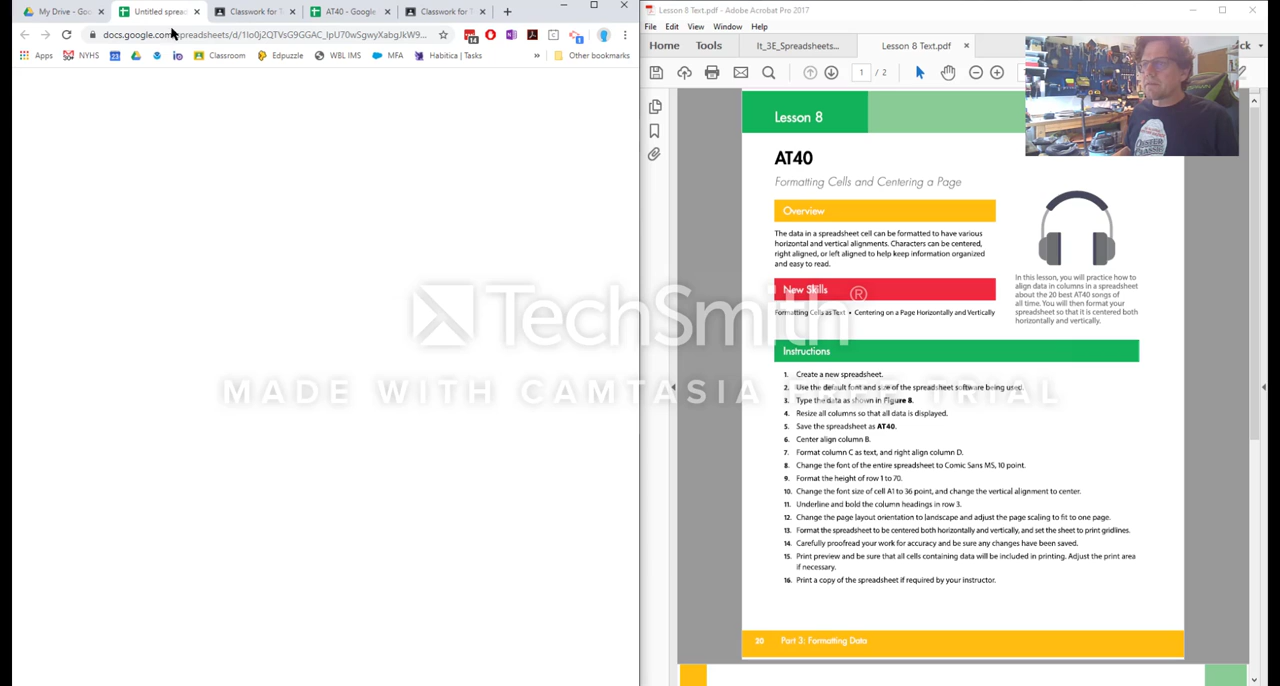 My Drive - Goo
Untitled spread
Classwork for T
AT40 - Google
Classwork for T
docs.google.com/spreadsheets/d/
Apps
NYHS
Classroom
Edpuzzle
WBL IMS
MFA
Habitica | Tasks
»
Other bookmarks
Lesson 8 Text.pdf - Adobe Acrobat Pro 2017
File Edit View Window Help
Home Tools It_3E_Spreadsheets... Lesson 8 Text.pdf ×
1 / 2
Lesson 8
AT40
Formatting Cells and Centering a Page
Overview
The data in a spreadsheet cell can be formatted to have various
horizontal and vertical alignments. Characters can be centered,
right aligned, or left aligned to help keep information organized
and easy to read.
In this lesson, you will practice how to
align data in columns in a spreadsheet
about the 20 best AT40 songs of
all time. You will then format your
spreadsheet so that it is centered both
horizontally and vertically.
New Skills
Formatting Cells as Text • Centering on a Page Horizontally and Vertically
Instructions
1. Create a new spreadsheet.
2. Use the default font and size of the spreadsheet software being used.
3. Type the data as shown in Figure 8.
4. Resize all columns so that all data is displayed.
5. Save the spreadsheet as AT40.
6. Center align column B.
7. Format column C as text, and right align column D.
8. Change the font of the entire spreadsheet to Comic Sans MS, 10 point.
9. Format the height of row 1 to 70.
10. Change the font size of cell A1 to 36 point, and change the vertical alignment to center.
11. Underline and bold the column headings in row 3.
12. Change the page layout orientation to landscape and adjust the page scaling to fit to one page.
13. Format the spreadsheet to be centered both horizontally and vertically, and set the sheet to print gridlines.
14. Carefully proofread your work for accuracy and be sure any changes have been saved.
15. Print preview and be sure that all cells containing data will be included in printing. Adjust the print area
if necessary.
16. Print a copy of the spreadsheet if required by your instructor.
20 Part 3: Formatting Data
TechSmith®
MADE WITH CAMTASIA FREE TRIAL